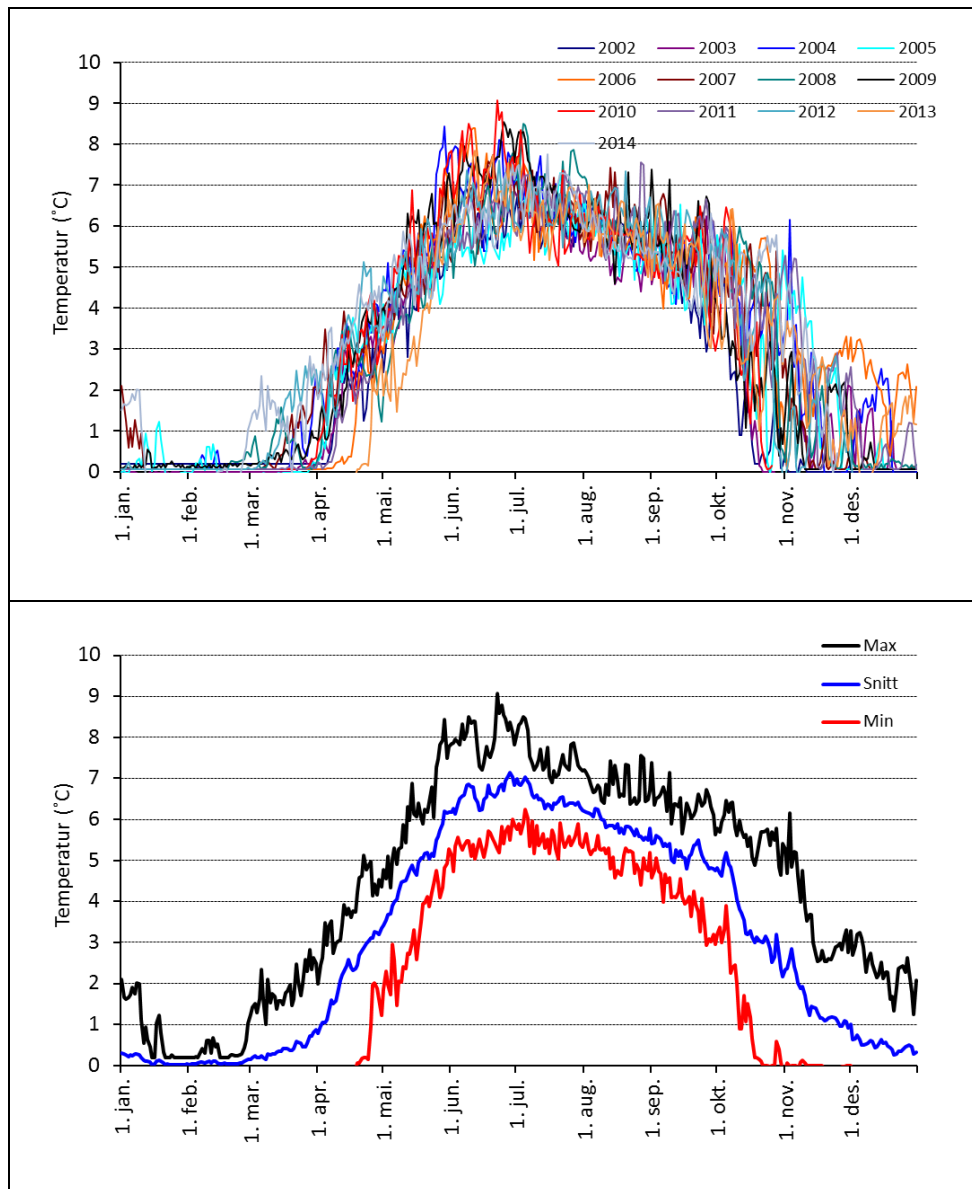 2002 2003 2004 2005
2006 2007 2008 2009
2010 2011 2012 2013
2014
10
9
8
7
6
5
4
3
2
1
0
Temperatur (˚C)
1. jan. 1. feb. 1. mar. 1. apr. 1. mai. 1. jun. 1. jul. 1. aug. 1. sep. 1. okt. 1. nov. 1. des.
Max
Snitt
Min
10
9
8
7
6
5
4
3
2
1
0
Temperatur (˚C)
1. jan. 1. feb. 1. mar. 1. apr. 1. mai. 1. jun. 1. jul. 1. aug. 1. sep. 1. okt. 1. nov. 1. des.